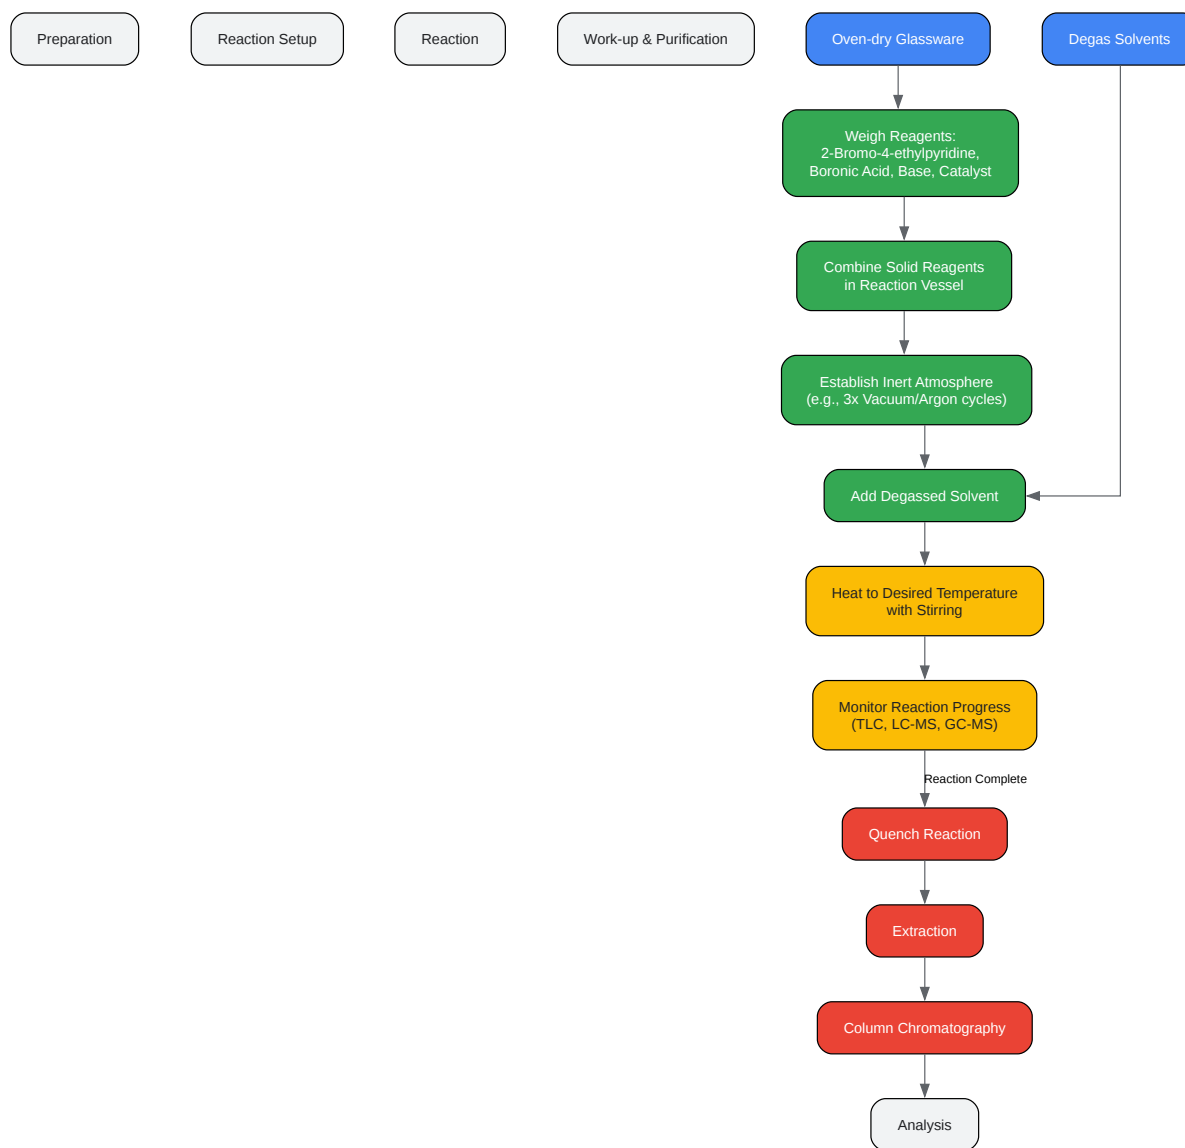 Preparation
Reaction Setup
Reaction
Work-up & Purification
Oven-dry Glassware
Degas Solvents
Weigh Reagents:
2-Bromo-4-ethylpyridine,
Boronic Acid, Base, Catalyst
Combine Solid Reagents
in Reaction Vessel
Establish Inert Atmosphere
(e.g., 3x Vacuum/Argon cycles)
Add Degassed Solvent
Heat to Desired Temperature
with Stirring
Monitor Reaction Progress
(TLC, LC-MS, GC-MS)
Reaction Complete
Quench Reaction
Extraction
Column Chromatography
Analysis